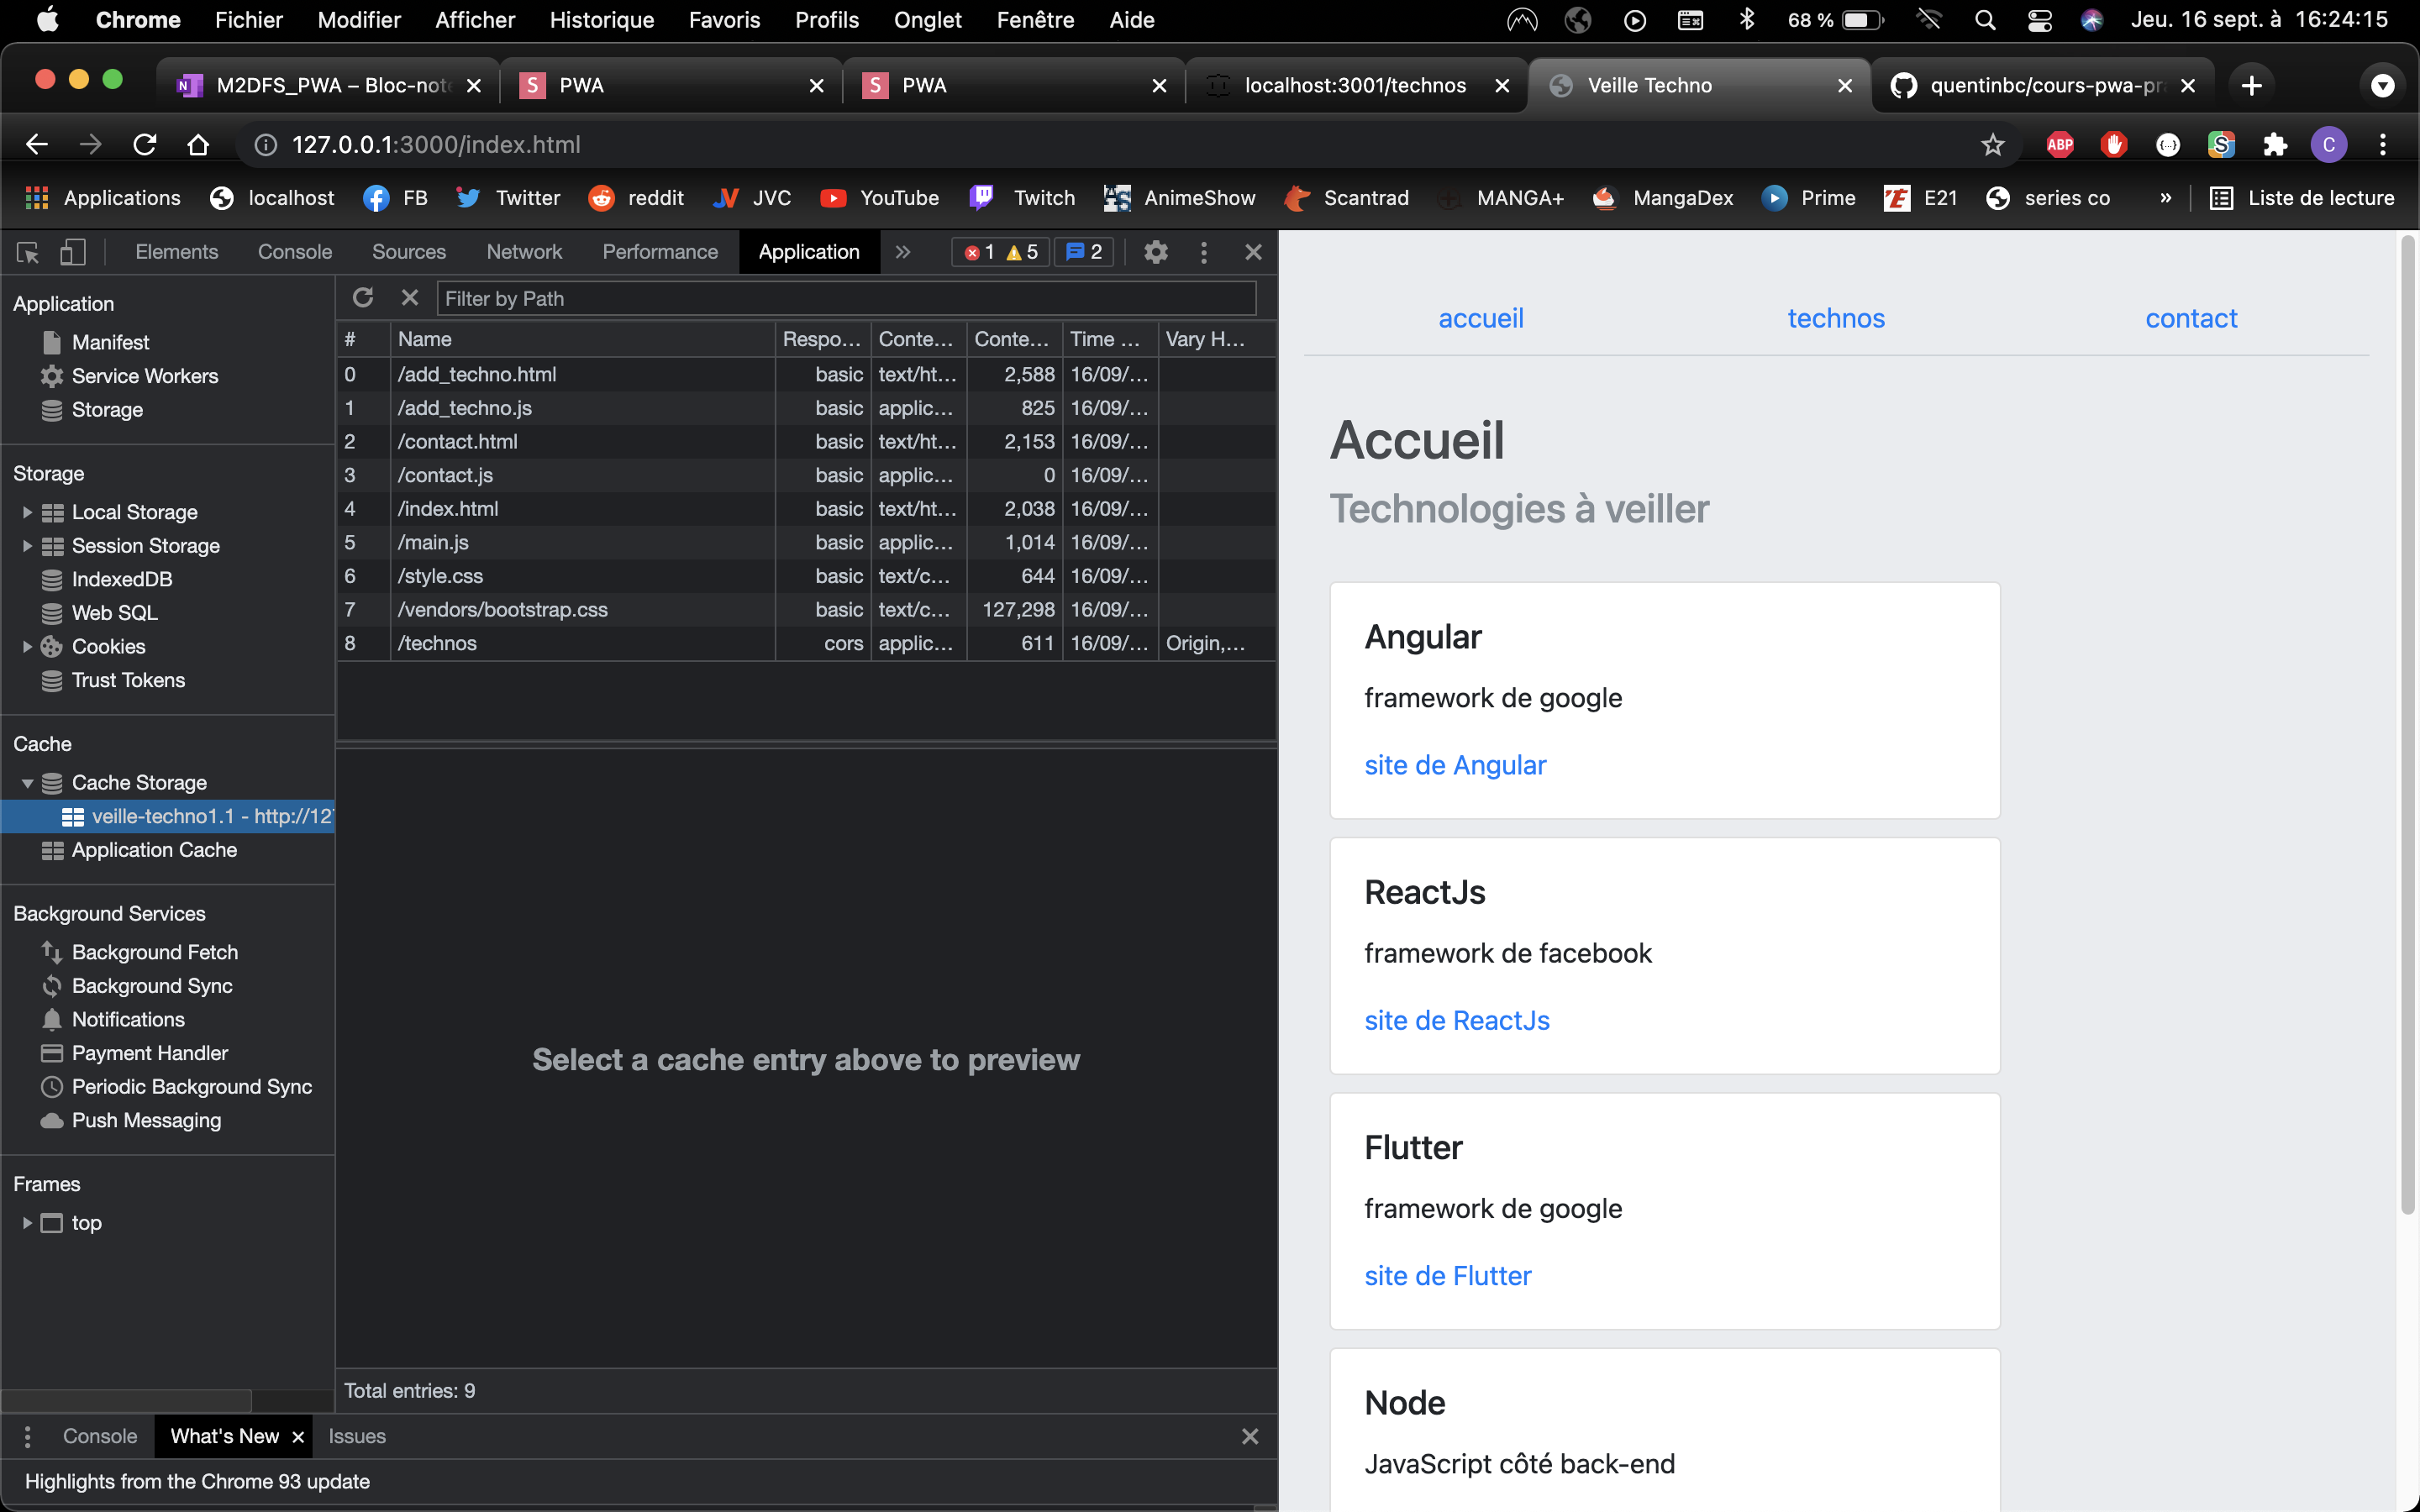 Chrome Fichier Modifier Afficher Historique Favoris Profils Onglet Fenêtre Aide 68 % Jeu. 16 sept. à 16:24:15
M2DFS_PWA – Bloc-note S PWA S PWA localhost:3001/technos Veille Techno quentinbc/cours-pwa-pr
127.0.0.1:3000/index.html ABP C
Applications localhost FB Twitter reddit JVC YouTube Twitch AnimeShow Scantrad MANGA+ MangaDex Prime E21 series co » Liste de lecture
Elements Console Sources Network Performance Application » 1 5 2
Filter by Path
Application
Manifest
Service Workers
Storage
Storage
Local Storage
Session Storage
IndexedDB
Web SQL
Cookies
Trust Tokens
Cache
Cache Storage
veille-techno1.1 - http://12
Application Cache
Background Services
Background Fetch
Background Sync
Notifications
Payment Handler
Periodic Background Sync
Push Messaging
Frames
top
# Name Respo... Conte... Conte... Time ... Vary H...
0 /add_techno.html basic text/ht... 2,588 16/09/...
1 /add_techno.js basic applic... 825 16/09/...
2 /contact.html basic text/ht... 2,153 16/09/...
3 /contact.js basic applic... 0 16/09/...
4 /index.html basic text/ht... 2,038 16/09/...
5 /main.js basic applic... 1,014 16/09/...
6 /style.css basic text/c... 644 16/09/...
7 /vendors/bootstrap.css basic text/c... 127,298 16/09/...
8 /technos cors applic... 611 16/09/... Origin,...
Select a cache entry above to preview
Total entries: 9
Console What's New Issues
Highlights from the Chrome 93 update
accueil technos contact
Accueil
Technologies à veiller
Angular
framework de google
site de Angular
ReactJs
framework de facebook
site de ReactJs
Flutter
framework de google
site de Flutter
Node
JavaScript côté back-end